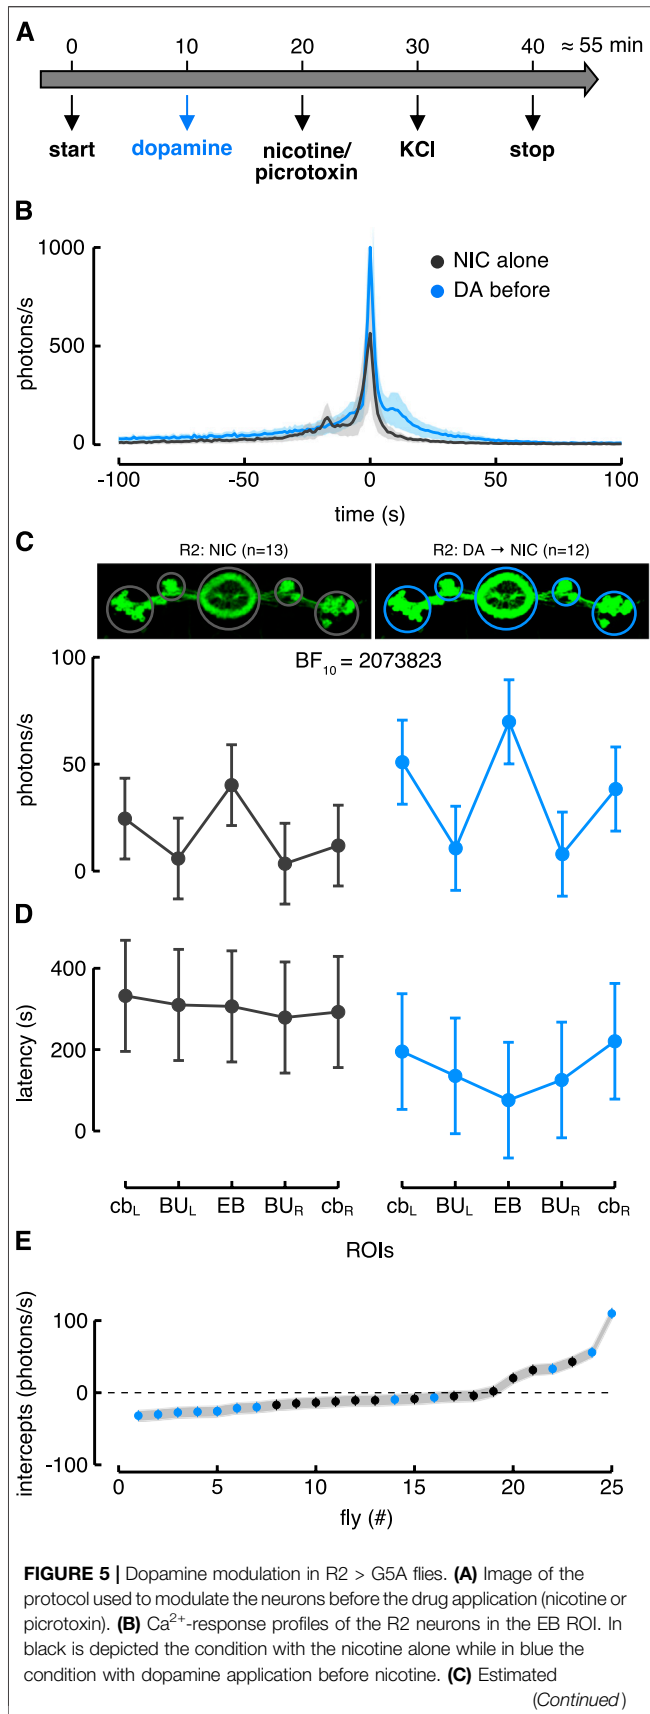 A
0 10 20 30 40 ≈ 55 min
start dopamine nicotine/ KCl stop
picrotoxin
B
1000
500
0
photons/s
NIC alone
DA before
-100 -50 0 50 100
time (s)
C
R2: NIC (n=13) R2: DA → NIC (n=12)
BF10 = 2073823
100
50
0
photons/s
D
400
200
0
latency (s)
cbL BUL EB BUR cbR cbL BUL EB BUR cbR
ROIs
E
100
0
-100
intercepts (photons/s)
0 5 10 15 20 25
fly (#)
FIGURE 5 | Dopamine modulation in R2 > G5A flies. (A) Image of the
protocol used to modulate the neurons before the drug application (nicotine or
picrotoxin). (B) Ca2+-response profiles of the R2 neurons in the EB ROI. In
black is depicted the condition with the nicotine alone while in blue the
condition with dopamine application before nicotine. (C) Estimated
(Continued)